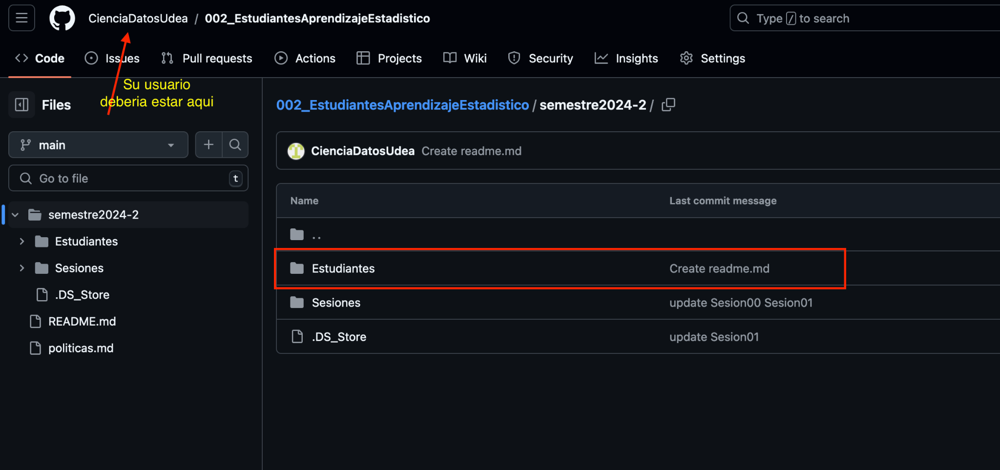 CienciaDatosUdea / 002_EstudiantesAprendizajeEstadistico
Type / to search
Code Issues Pull requests Actions Projects Wiki Security Insights Settings
Su usuario
deberia estar aqui
Files
main
Go to file t
semestre2024-2
Estudiantes
Sesiones
.DS_Store
README.md
politicas.md
002_EstudiantesAprendizajeEstadistico / semestre2024-2 /
CienciaDatosUdea Create readme.md
Name Last commit message
..
Estudiantes Create readme.md
Sesiones update Sesion00 Sesion01
.DS_Store update Sesion01